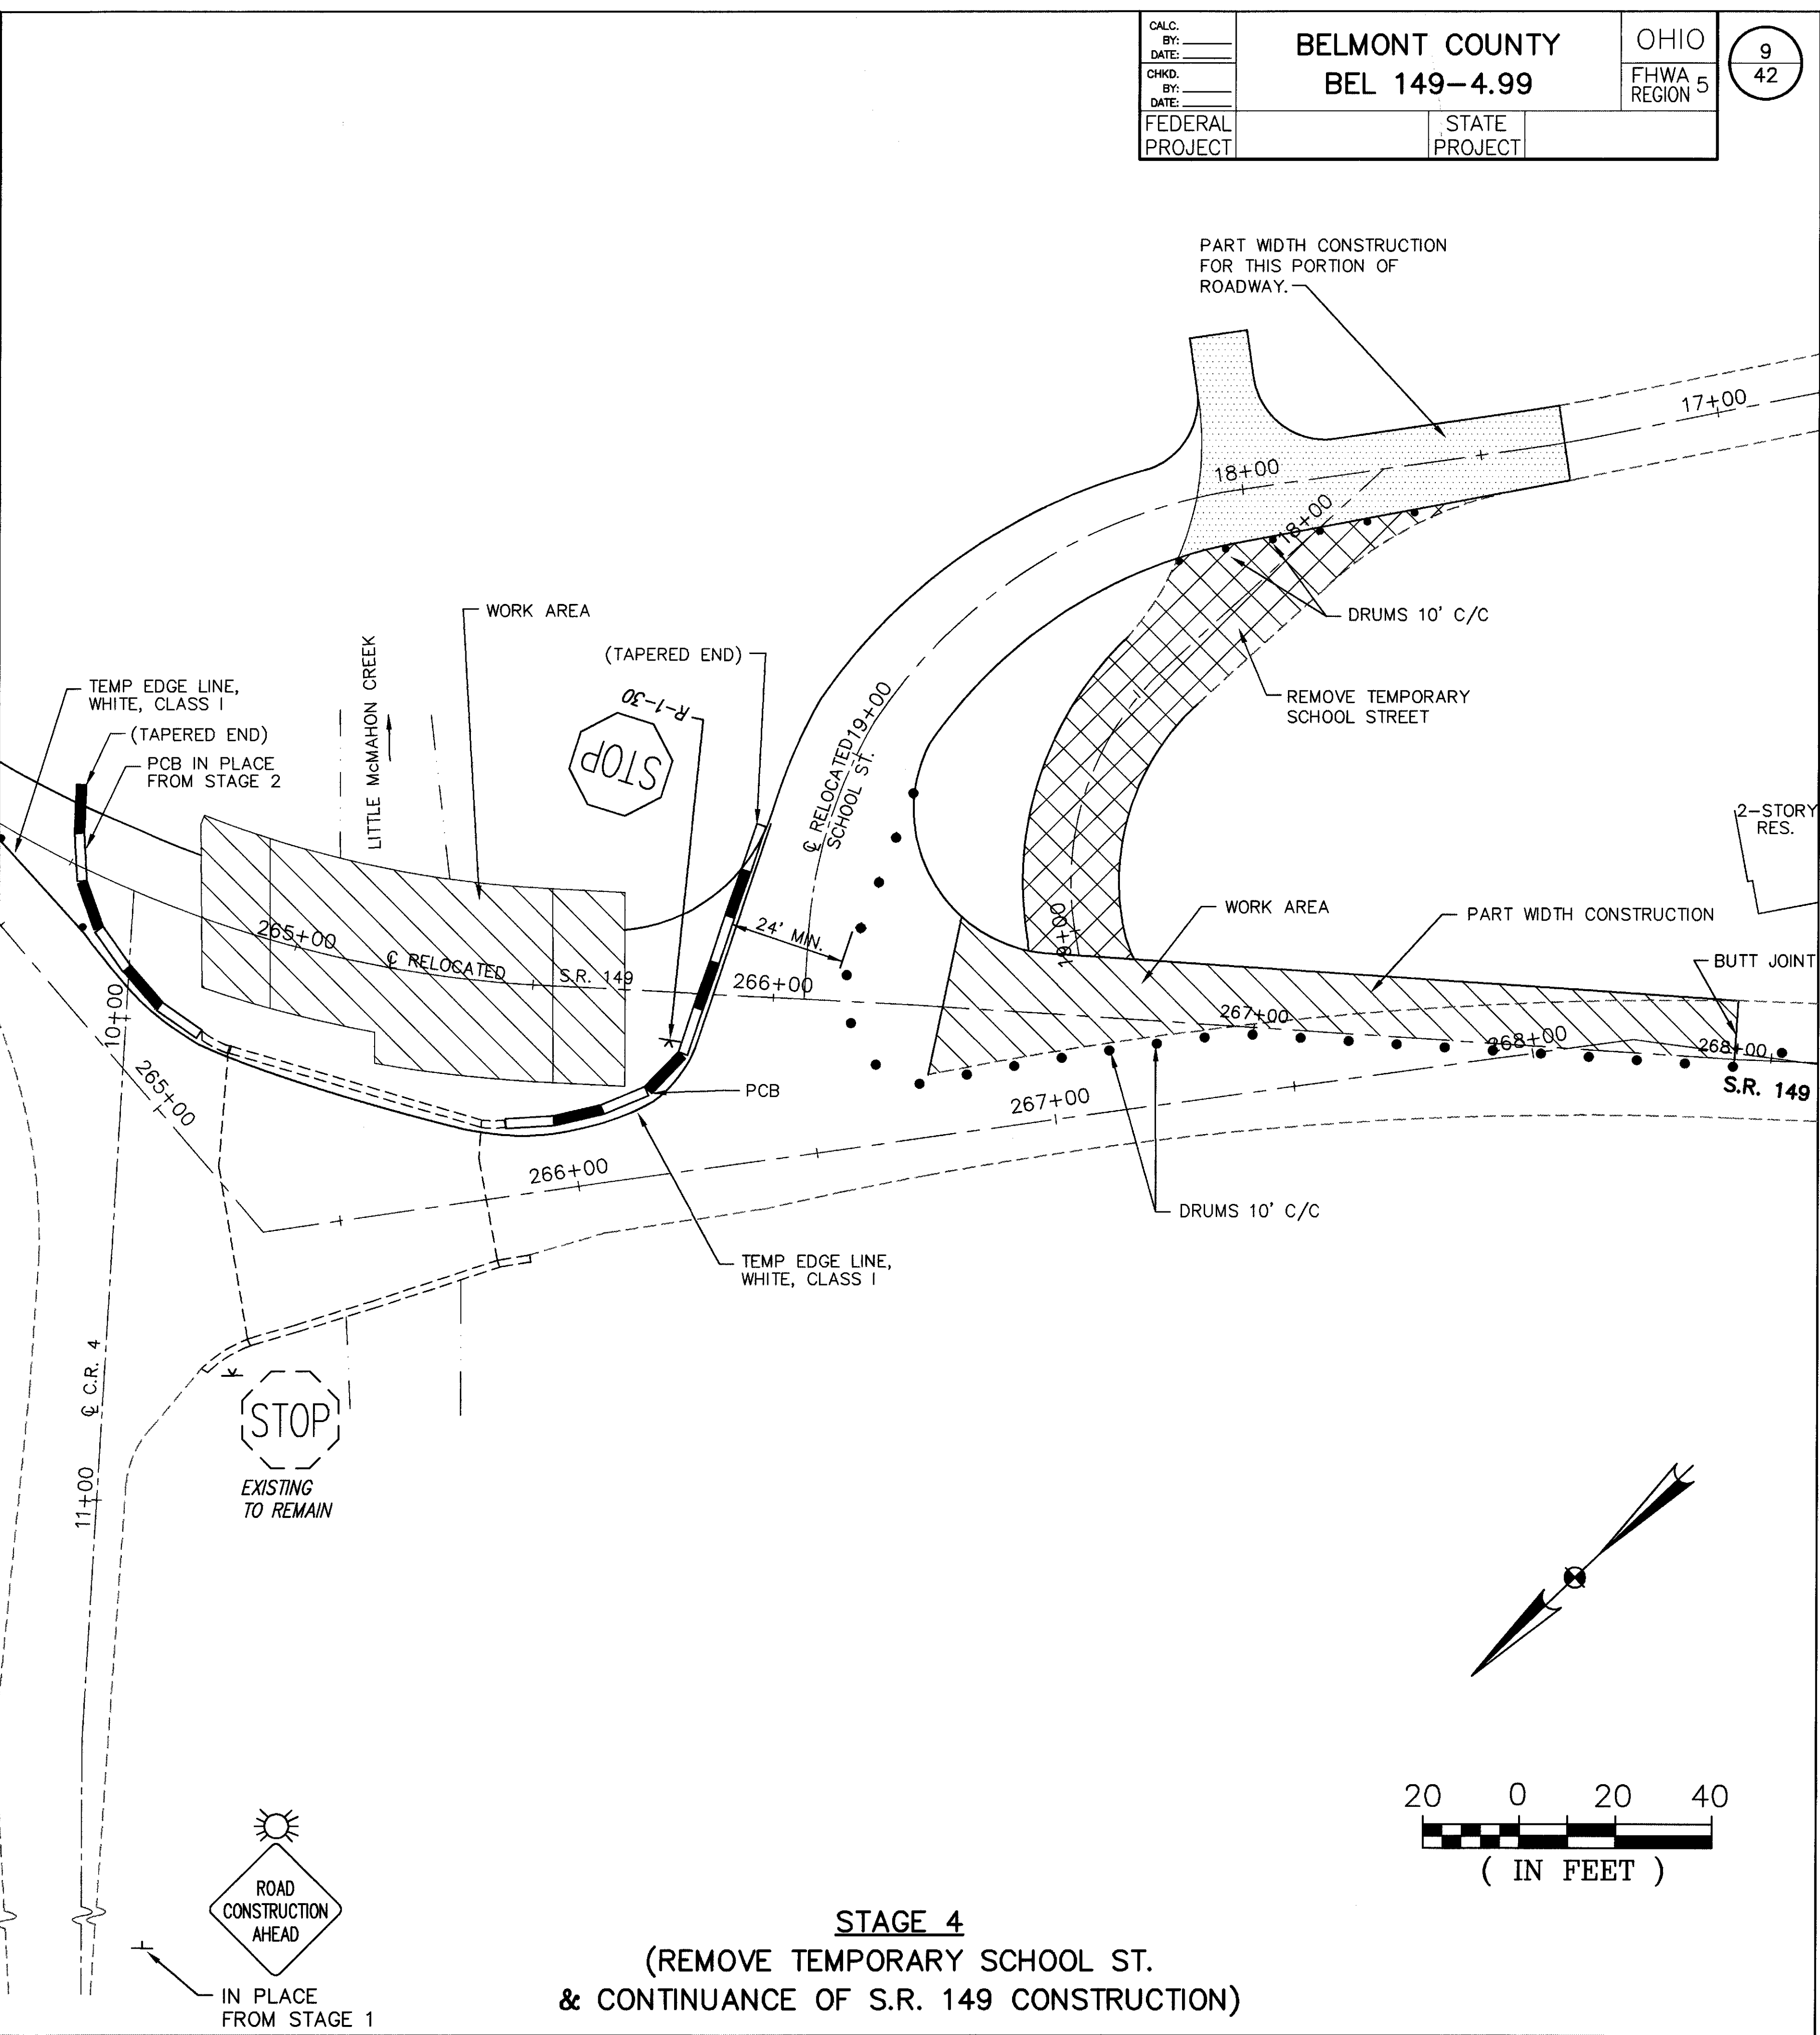 CALC.
BY:
DATE:
CHKD.
BY:
DATE:
BELMONT COUNTY
BEL 149-4.99
OHIO
FHWA 5
REGION
9
42
FEDERAL
PROJECT
STATE
PROJECT
PART WIDTH CONSTRUCTION
FOR THIS PORTION OF
ROADWAY.
17+00
18+00
18+00
DRUMS 10' C/C
WORK AREA
(TAPERED END)
R-1-30
STOP
LITTLE McMAHON CREEK
TEMP EDGE LINE,
WHITE, CLASS I
(TAPERED END)
PCB IN PLACE
FROM STAGE 2
REMOVE TEMPORARY
SCHOOL STREET
℄ RELOCATED 19+00
SCHOOL ST.
2-STORY
RES.
WORK AREA
PART WIDTH CONSTRUCTION
19+00
24' MIN.
265+00
℄ RELOCATED S.R. 149
266+00
BUTT JOINT
267+00
268+00
268+00
S.R. 149
10+00
265+00
PCB
267+00
266+00
DRUMS 10' C/C
TEMP EDGE LINE,
WHITE, CLASS I
℄ C.R. 4
STOP
EXISTING
TO REMAIN
11+00
20 0 20 40
( IN FEET )
ROAD
CONSTRUCTION
AHEAD
IN PLACE
FROM STAGE 1
STAGE 4
(REMOVE TEMPORARY SCHOOL ST.
& CONTINUANCE OF S.R. 149 CONSTRUCTION)